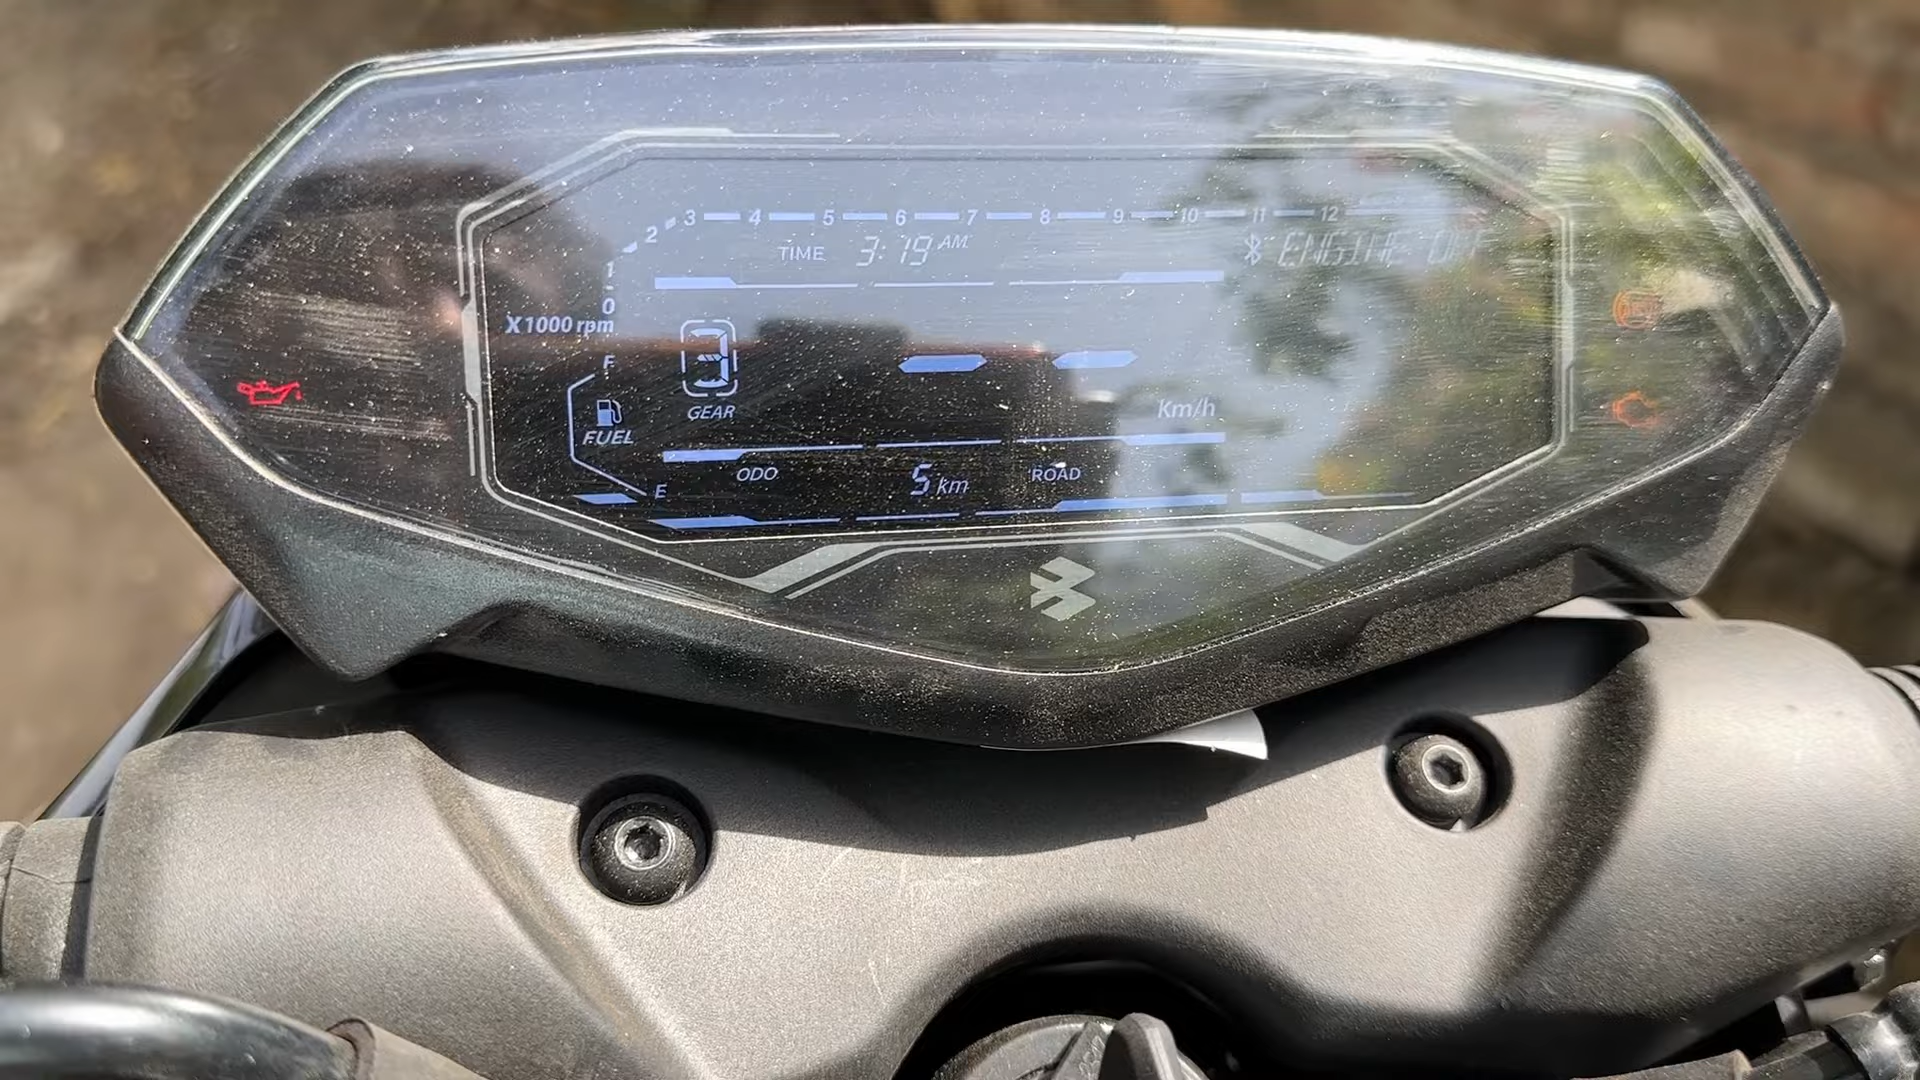 3 4 5 6 7 8 9 10 11 12
2
TIME 3:19 AM
ENGINE OFF
1
0
X1000 rpm
F
GEAR
Km/h
FUEL
ODO 5 km ROAD
E